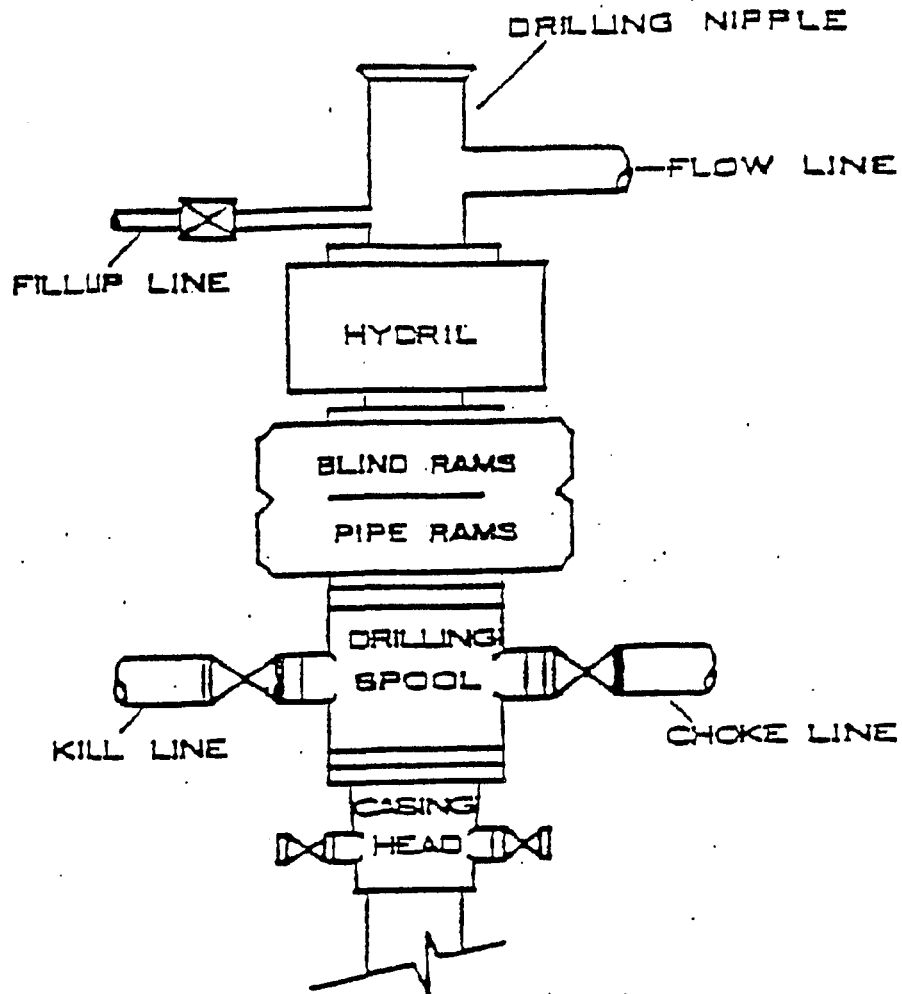 DRILLING NIPPLE
FLOW LINE
FILLUP LINE
HYDRIL
BLIND RAMS
PIPE RAMS
DRILLING
SPOOL
KILL LINE
CHOKE LINE
CASING
HEAD